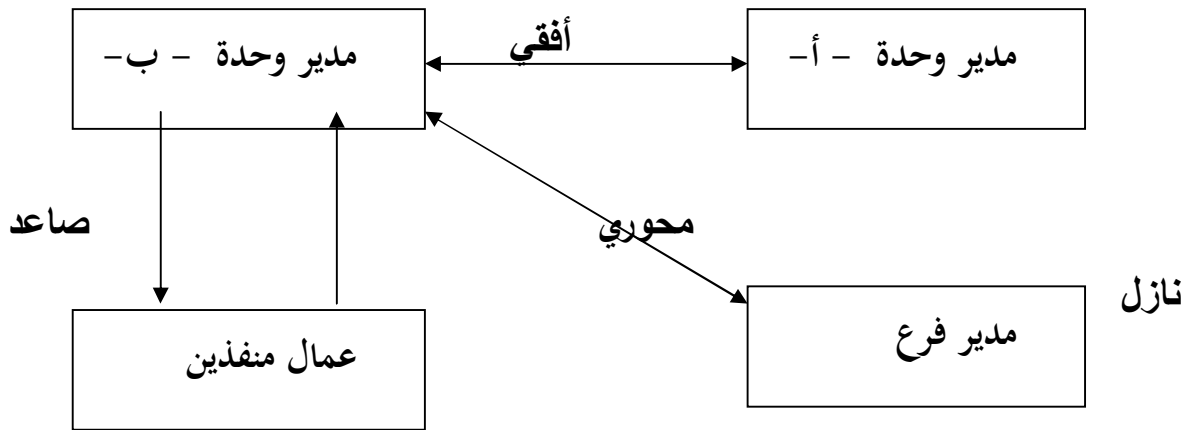 أفقي
مدير وحدة - أ-
مدير وحدة - ب-
محوري
صاعد
نازل
مدير فرع
عمال منفذين